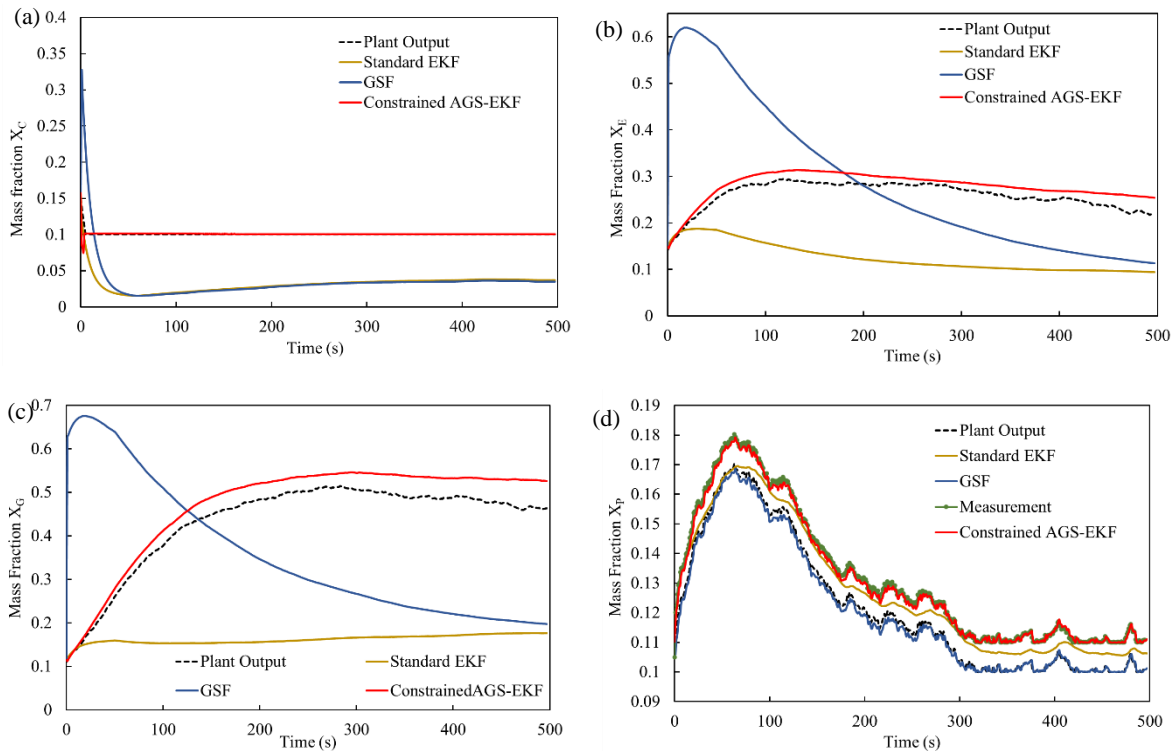 (a)
0.4
0.35
0.3
0.25
0.2
0.15
0.1
0.05
0
Mass fraction X_C
Plant Output
Standard EKF
GSF
Constrained AGS-EKF
0 100 200 300 400 500
Time (s)
(b)
0.6
0.5
0.4
0.3
0.2
0.1
0
Mass Fraction X_E
Plant Output
Standard EKF
GSF
Constrained AGS-EKF
0 100 200 300 400 500
Time (s)
(c)
0.7
0.6
0.5
0.4
0.3
0.2
0.1
0
Mass Fraction X_G
Plant Output
Standard EKF
GSF
ConstrainedAGS-EKF
0 100 200 300 400 500
Time (s)
(d)
0.19
0.18
0.17
0.16
0.15
0.14
0.13
0.12
0.11
0.1
0.09
Mass Fraction X_P
Plant Output
Standard EKF
GSF
Measurement
Constrained AGS-EKF
0 100 200 300 400 500
Time (s)